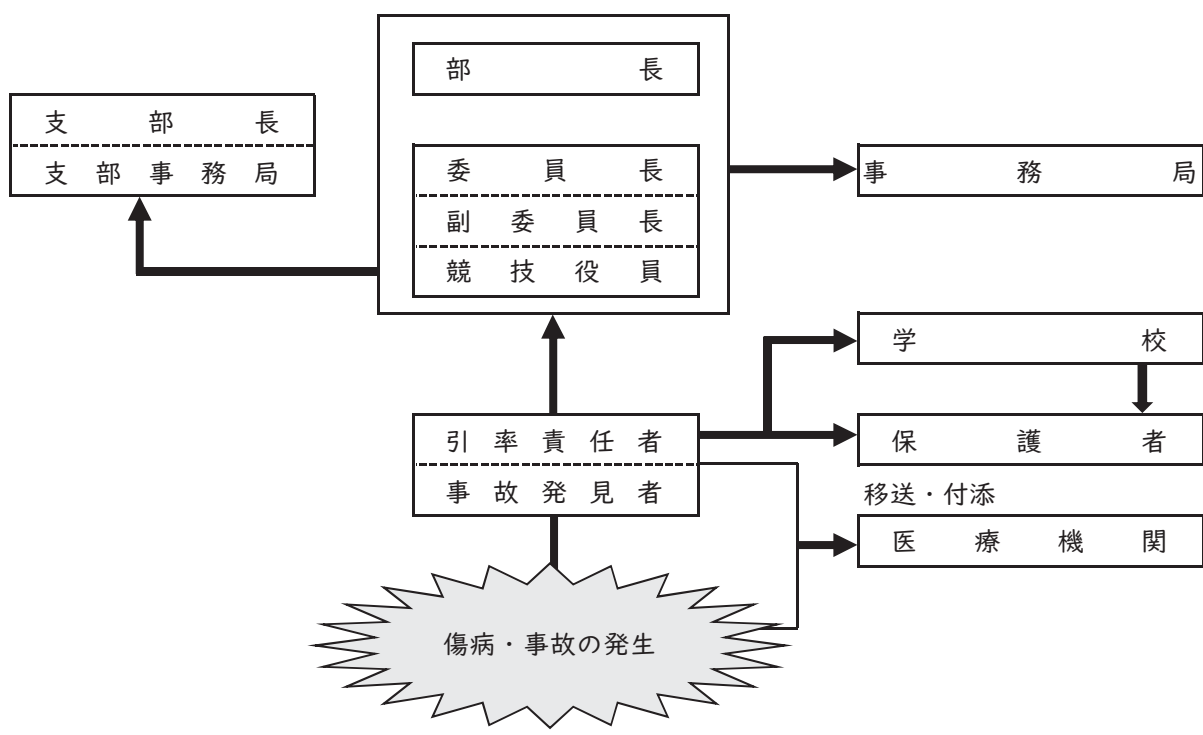 部長
支部長
支部事務局
委員長
副委員長
競技役員
事務局
学校
引率責任者
事故発見者
保護者
移送・付添
医療機関
傷病・事故の発生